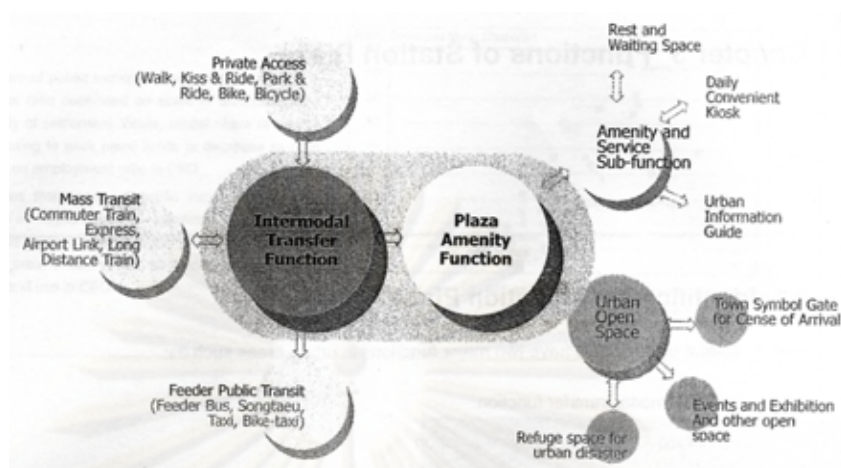 Private Access
(Walk, Kiss & Ride, Park &
Ride, Bike, Bicycle)
Rest and
Waiting Space
Daily
Convenient
Kiosk
Amenity and
Service
Sub-function
Urban
Information
Guide
Mass Transit
(Commuter Train,
Express,
Airport Link, Long
Distance Train)
Intermodal
Transfer
Function
Plaza
Amenity
Function
Urban
Open
Space
Town Symbol Gate
for Cense of Arrival
Feeder Public Transit
(Feeder Bus, Songtaeu,
Taxi, Bike-taxi)
Events and Exhibition
And other open
space
Refuge space for
urban disaster